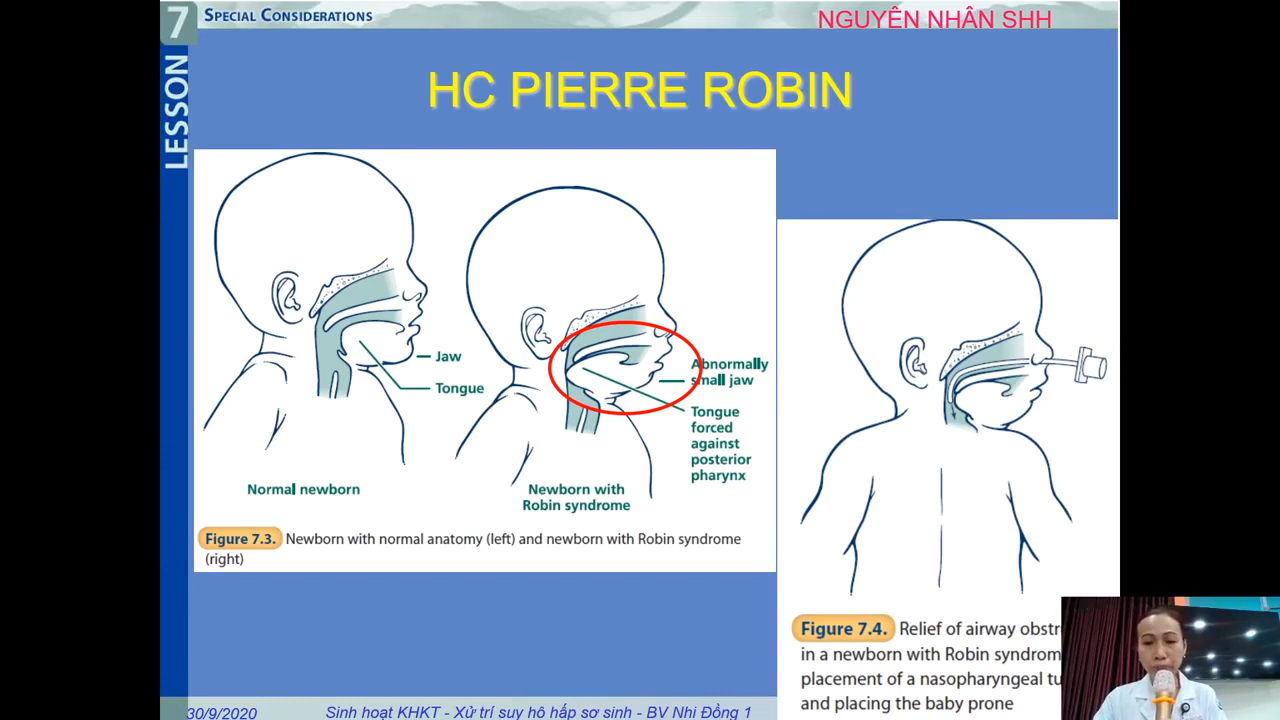 7 SPECIAL CONSIDERATIONS
NGUYÊN NHÂN SHH
LESSON
HC PIERRE ROBIN
Jaw
Tongue
Normal newborn
Abnormally
small jaw
Tongue
forced
against
posterior
pharynx
Newborn with
Robin syndrome
Figure 7.3. Newborn with normal anatomy (left) and newborn with Robin syndrome
(right)
Figure 7.4. Relief of airway
in a newborn with Robin
placement of a nasopharyngeal
and placing the baby prone
30/9/2020
Sinh hoạt KHKT - Xử trí suy hô hấp sơ sinh - BV Nhi Đồng 1